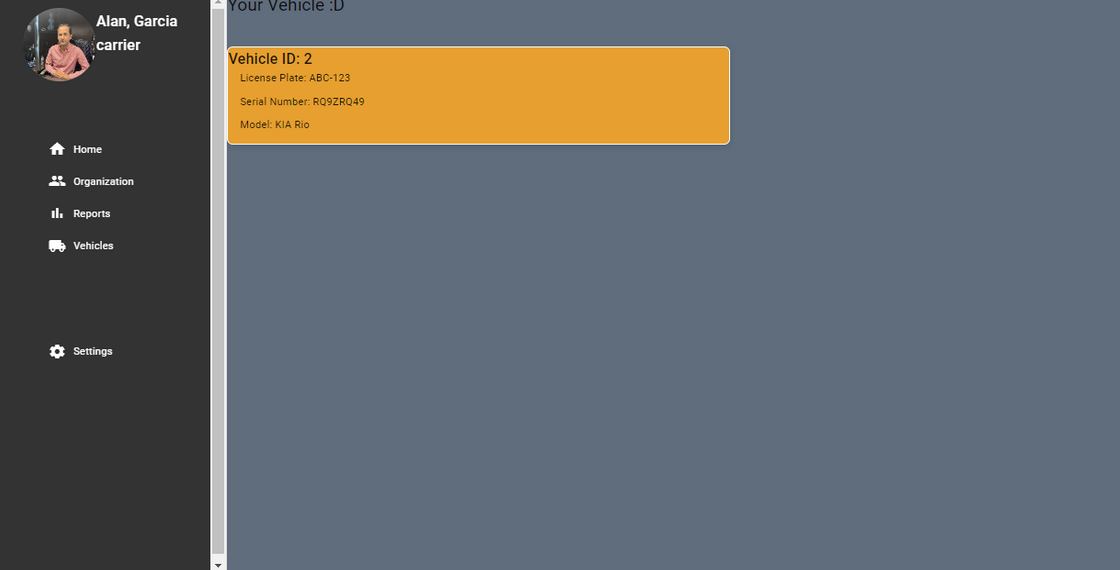 Alan, Garcia
carrier
Home
Organization
Reports
Vehicles
Settings
Your Vehicle :D
Vehicle ID: 2
License Plate: ABC-123
Serial Number: RQ9ZRQ49
Model: KIA Rio